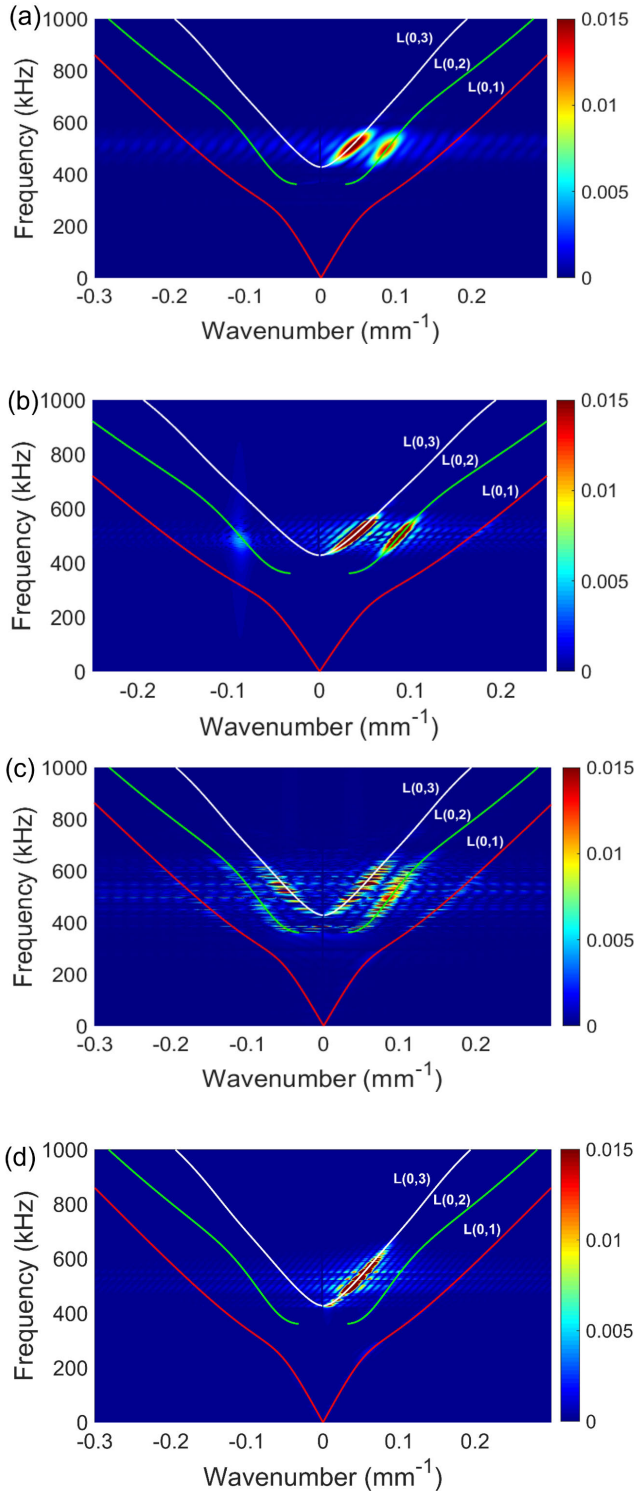 (a)
1000
800
600
400
200
0
Frequency (kHz)
L(0,3)
L(0,2)
L(0,1)
-0.3 -0.2 -0.1 0 0.1 0.2
Wavenumber (mm-1)
0.015
0.01
0.005
0
(b)
1000
800
600
400
200
0
Frequency (kHz)
L(0,3)
L(0,2)
L(0,1)
-0.2 -0.1 0 0.1 0.2
Wavenumber (mm-1)
0.015
0.01
0.005
0
(c)
1000
800
600
400
200
0
Frequency (kHz)
L(0,3)
L(0,2)
L(0,1)
-0.3 -0.2 -0.1 0 0.1 0.2
Wavenumber (mm-1)
0.015
0.01
0.005
0
(d)
1000
800
600
400
200
0
Frequency (kHz)
L(0,3)
L(0,2)
L(0,1)
-0.3 -0.2 -0.1 0 0.1 0.2
Wavenumber (mm-1)
0.015
0.01
0.005
0